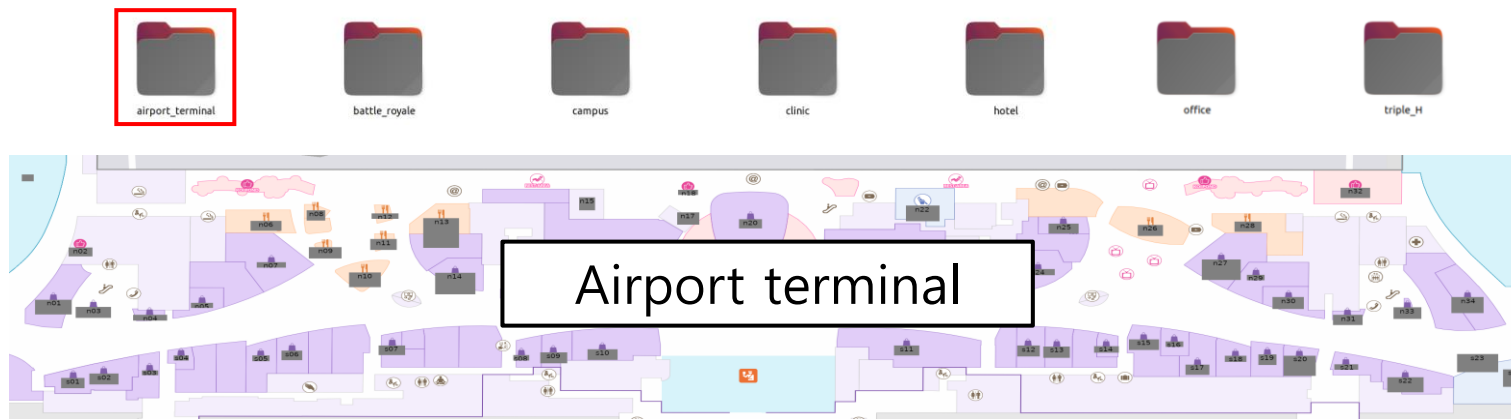 airport_terminal
battle_royale
campus
clinic
hotel
office
triple_H
@
@
n32
n15
n18
n08
n12
n17
n22
n06
n13
n20
n25
n26
n28
n11
n02
n09
n07
n10
n14
n24
n27
n29
n01
n03
n04
n05
n30
n31
n33
n34
Airport terminal
s01
s02
s03
s04
s05
s06
s07
s08
s09
s10
s11
s12
s13
s14
s15
s16
s17
s18
s19
s20
s21
s22
s23